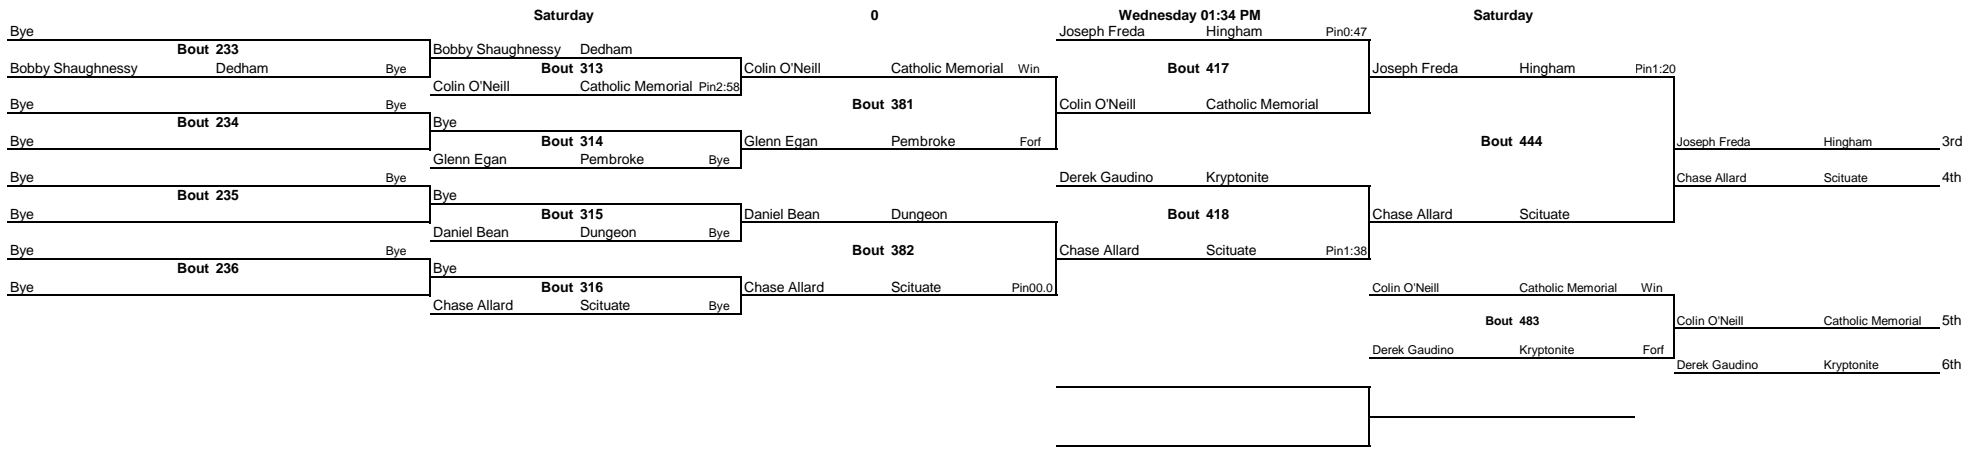 Saturday 0 Wednesday 01:34 PM Saturday
Bye Joseph Freda Hingham Pin0:47
Bout 233 Bobby Shaughnessy Dedham
Bobby Shaughnessy Dedham Bye Bout 313 Colin O'Neill Catholic Memorial Win Bout 417 Joseph Freda Hingham Pin1:20
Colin O'Neill Catholic Memorial Pin2:58
Bye Bye Bout 381 Colin O'Neill Catholic Memorial
Bout 234 Bye
Bye Bout 314 Glenn Egan Pembroke Forf Bout 444 Joseph Freda Hingham 3rd
Glenn Egan Pembroke Bye
Bye Bye Derek Gaudino Kryptonite Chase Allard Scituate 4th
Bout 235 Bye
Bye Bout 315 Daniel Bean Dungeon Bout 418 Chase Allard Scituate
Daniel Bean Dungeon Bye
Bye Bye Bout 382 Chase Allard Scituate Pin1:38
Bout 236 Bye
Bye Bout 316 Chase Allard Scituate Pin00.0 Colin O'Neill Catholic Memorial Win
Chase Allard Scituate Bye
Bout 483 Colin O'Neill Catholic Memorial 5th
Derek Gaudino Kryptonite Forf
Derek Gaudino Kryptonite 6th